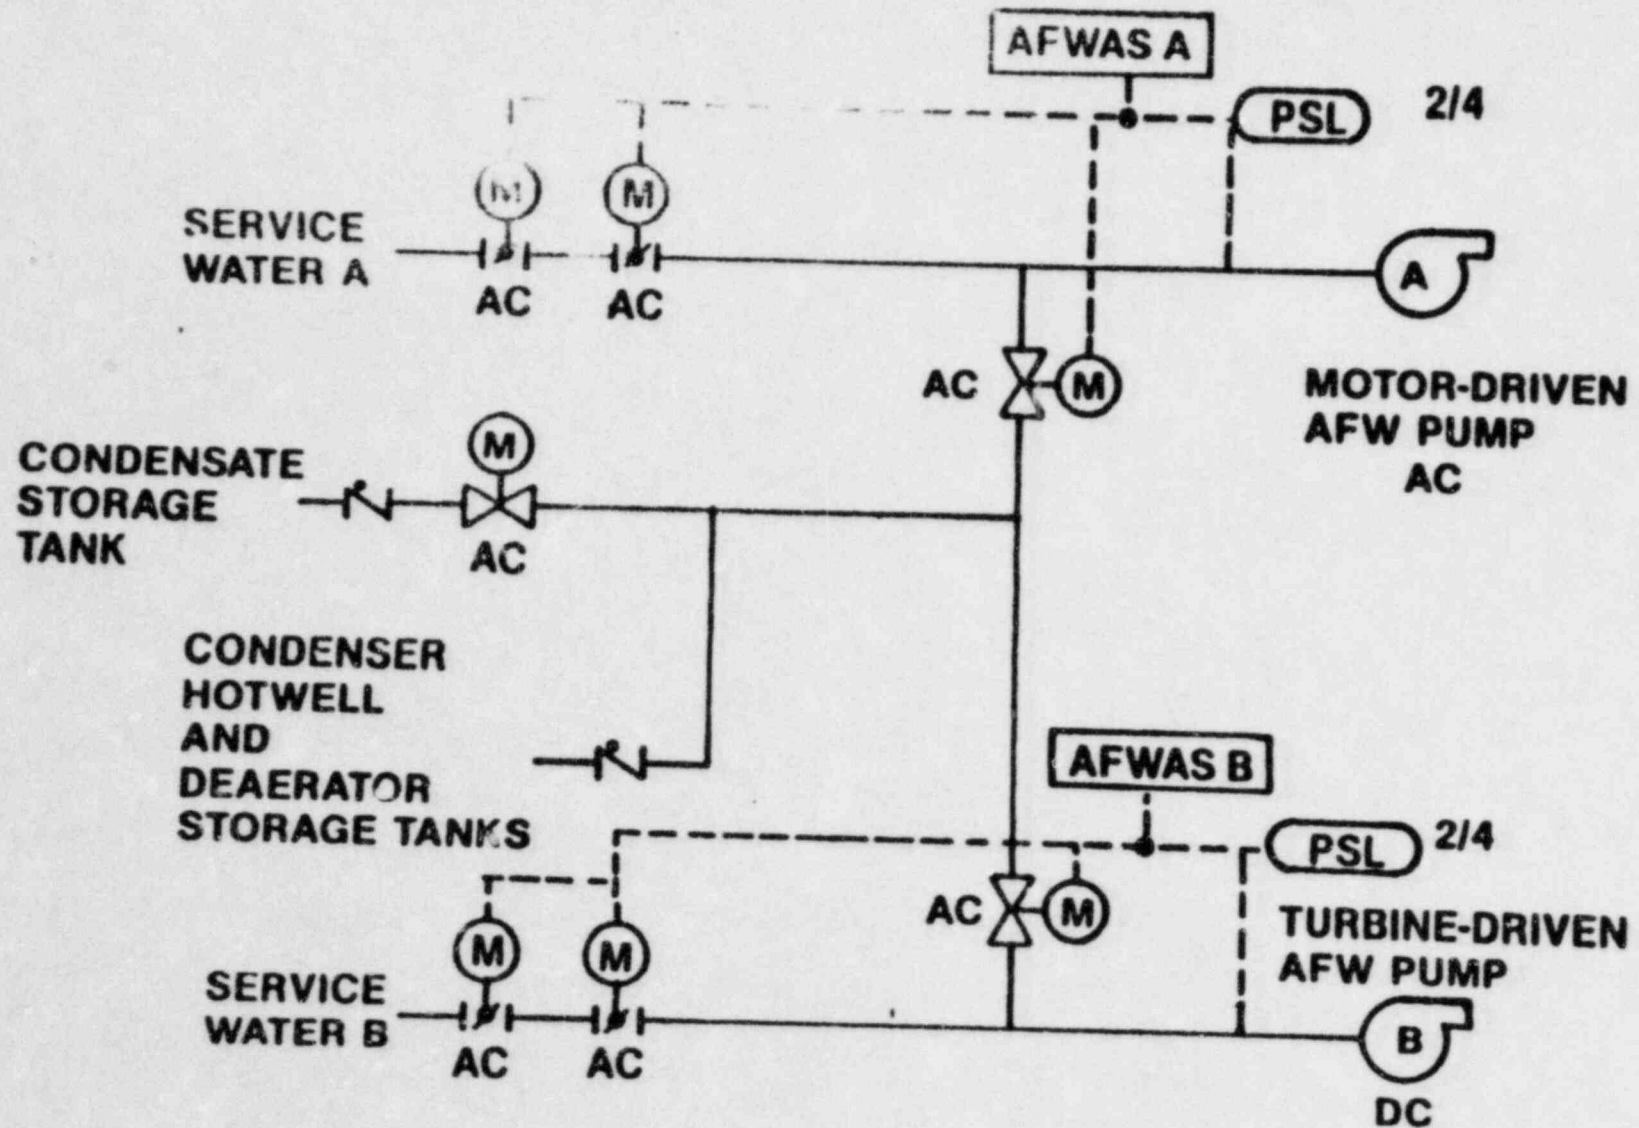 AFWAS A
PSL
2/4
M
M
SERVICE
WATER A
AC
AC
A
AC
M
MOTOR-DRIVEN
AFW PUMP
AC
CONDENSATE
STORAGE
TANK
M
AC
CONDENSER
HOTWELL
AND
DEAERATOR
STORAGE TANKS
AFWAS B
PSL
2/4
AC
M
TURBINE-DRIVEN
AFW PUMP
M
M
SERVICE
WATER B
AC
AC
B
DC